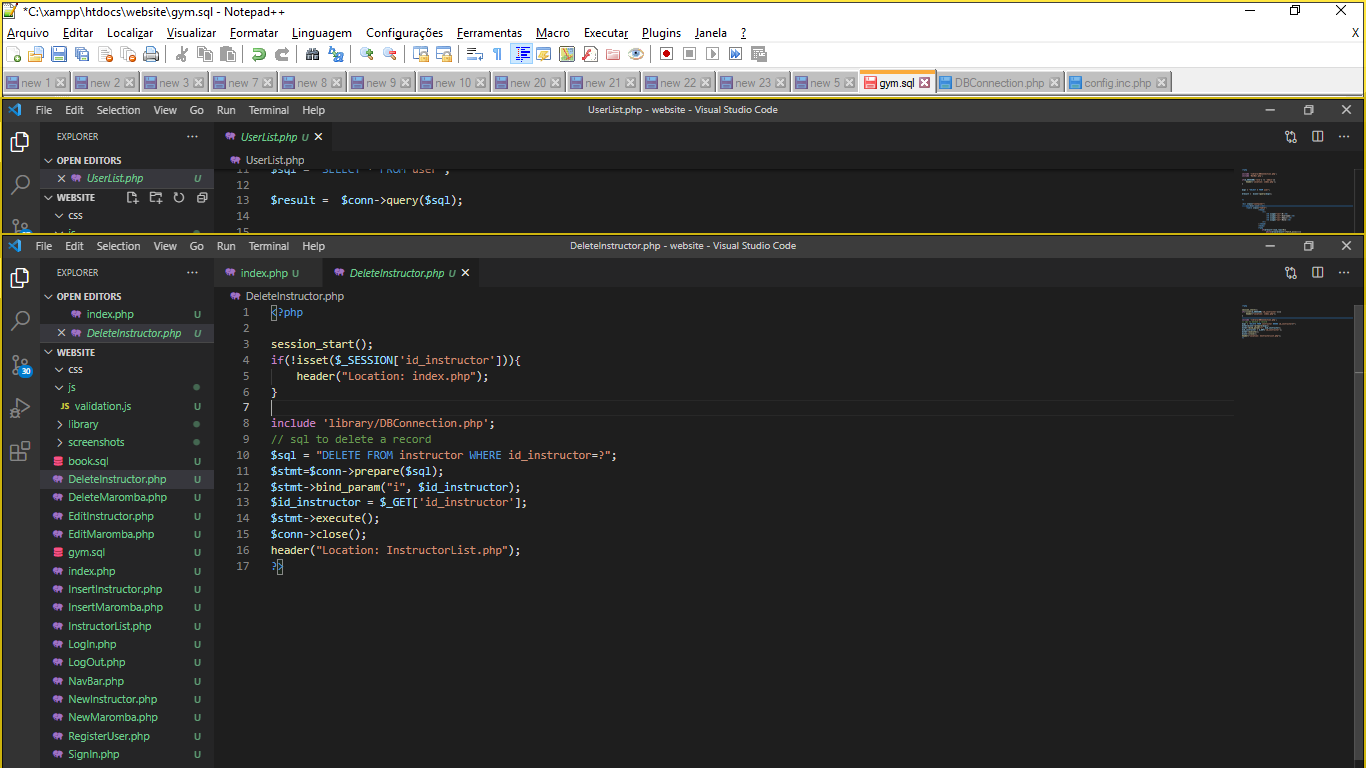 *C:\xampp\htdocs\website\gym.sql - Notepad++
Arquivo Editar Localizar Visualizar Formatar Linguagem Configurações Ferramentas Macro Executar Plugins Janela ? X
new 1 new 2 new 3 new 7 new 8 new 9 new 10 new 20 new 21 new 22 new 23 new 5 gym.sql DBConnection.php config.inc.php
File Edit Selection View Go Run Terminal Help UserList.php - website - Visual Studio Code
EXPLORER ··· UserList.php U
OPEN EDITORS UserList.php
UserList.php U 11 $sql = "SELECT * FROM user";
12
WEBSITE 13 $result = $conn->query($sql);
css 14
js 15
File Edit Selection View Go Run Terminal Help DeleteInstructor.php - website - Visual Studio Code
EXPLORER ··· index.php U DeleteInstructor.php U
OPEN EDITORS DeleteInstructor.php
index.php U
DeleteInstructor.php U
WEBSITE
css
js
JS validation.js U
library
screenshots
book.sql U
DeleteInstructor.php U
DeleteMaromba.php U
EditInstructor.php U
EditMaromba.php U
gym.sql U
index.php U
InsertInstructor.php U
InsertMaromba.php U
InstructorList.php U
LogIn.php U
LogOut.php U
NavBar.php U
NewInstructor.php U
NewMaromba.php U
RegisterUser.php U
SignIn.php U
30
1 <?php
2
3 session_start();
4 if(!isset($_SESSION['id_instructor'])){
5 header("Location: index.php");
6 }
7
8 include 'library/DBConnection.php';
9 // sql to delete a record
10 $sql = "DELETE FROM instructor WHERE id_instructor=?";
11 $stmt=$conn->prepare($sql);
12 $stmt->bind_param("i", $id_instructor);
13 $id_instructor = $_GET['id_instructor'];
14 $stmt->execute();
15 $conn->close();
16 header("Location: InstructorList.php");
17 ?>